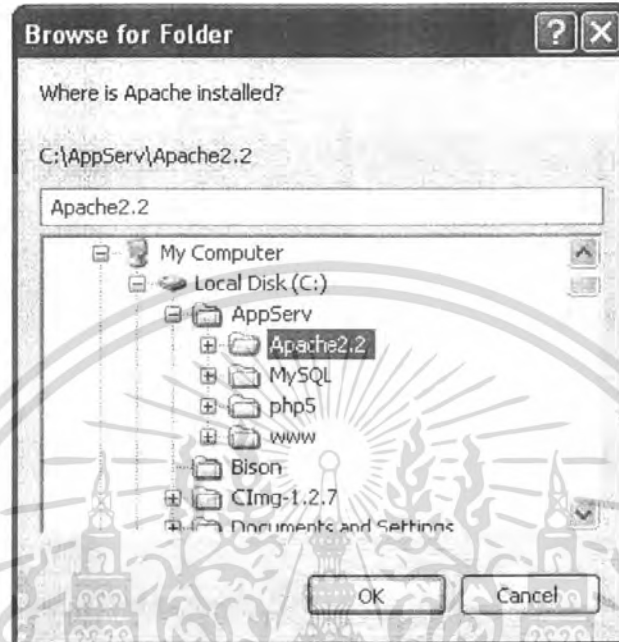 Browse for Folder
Where is Apache installed?
C:\AppServ\Apache2.2
Apache2.2
My Computer
Local Disk (C:)
AppServ
Apache2.2
MySQL
php5
www
Bison
CImg-1.2.7
Documents and Settings
OK
Cancel